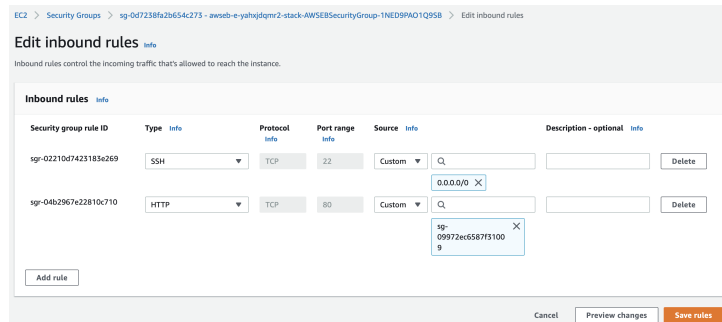 EC2 > Security Groups > sg-0d7238fa2b654c273 - awseb-e-yahxjdqmr2-stack-AWSEBSecurityGroup-1NED9PAO1Q9SB > Edit inbound rules
Edit inbound rules Info
Inbound rules control the incoming traffic that's allowed to reach the instance.
Inbound rules Info
Security group rule ID Type Info Protocol Info Port range Info Source Info Description - optional Info
sgr-02210d7423183e269 SSH TCP 22 Custom Delete
0.0.0.0/0
sgr-04b2967e22810c710 HTTP TCP 80 Custom Delete
sg-
09972ec6587f3100
9
Add rule
Cancel Preview changes Save rules